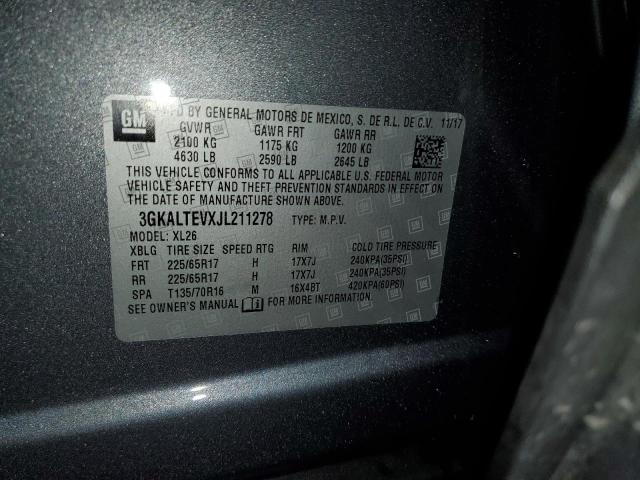 GM
MFD BY GENERAL MOTORS DE MEXICO, S. DE R.L. DE C.V. 11/17
GVWR GAWR FRT GAWR RR
2100 KG 1175 KG 1200 KG
4630 LB 2590 LB 2645 LB
THIS VEHICLE CONFORMS TO ALL APPLICABLE U.S. FEDERAL MOTOR
VEHICLE SAFETY AND THEFT PREVENTION STANDARDS IN EFFECT ON
THE DATE OF MANUFACTURE SHOWN ABOVE.
3GKALTEVXJL211278 TYPE: M.P.V.
MODEL: XL26
XBLG TIRE SIZE SPEED RTG RIM COLD TIRE PRESSURE
FRT 225/65R17 H 17X7J 240KPA(35PSI)
RR 225/65R17 H 17X7J 240KPA(35PSI)
SPA T135/70R16 M 16X4BT 420KPA(60PSI)
SEE OWNER'S MANUAL FOR MORE INFORMATION.